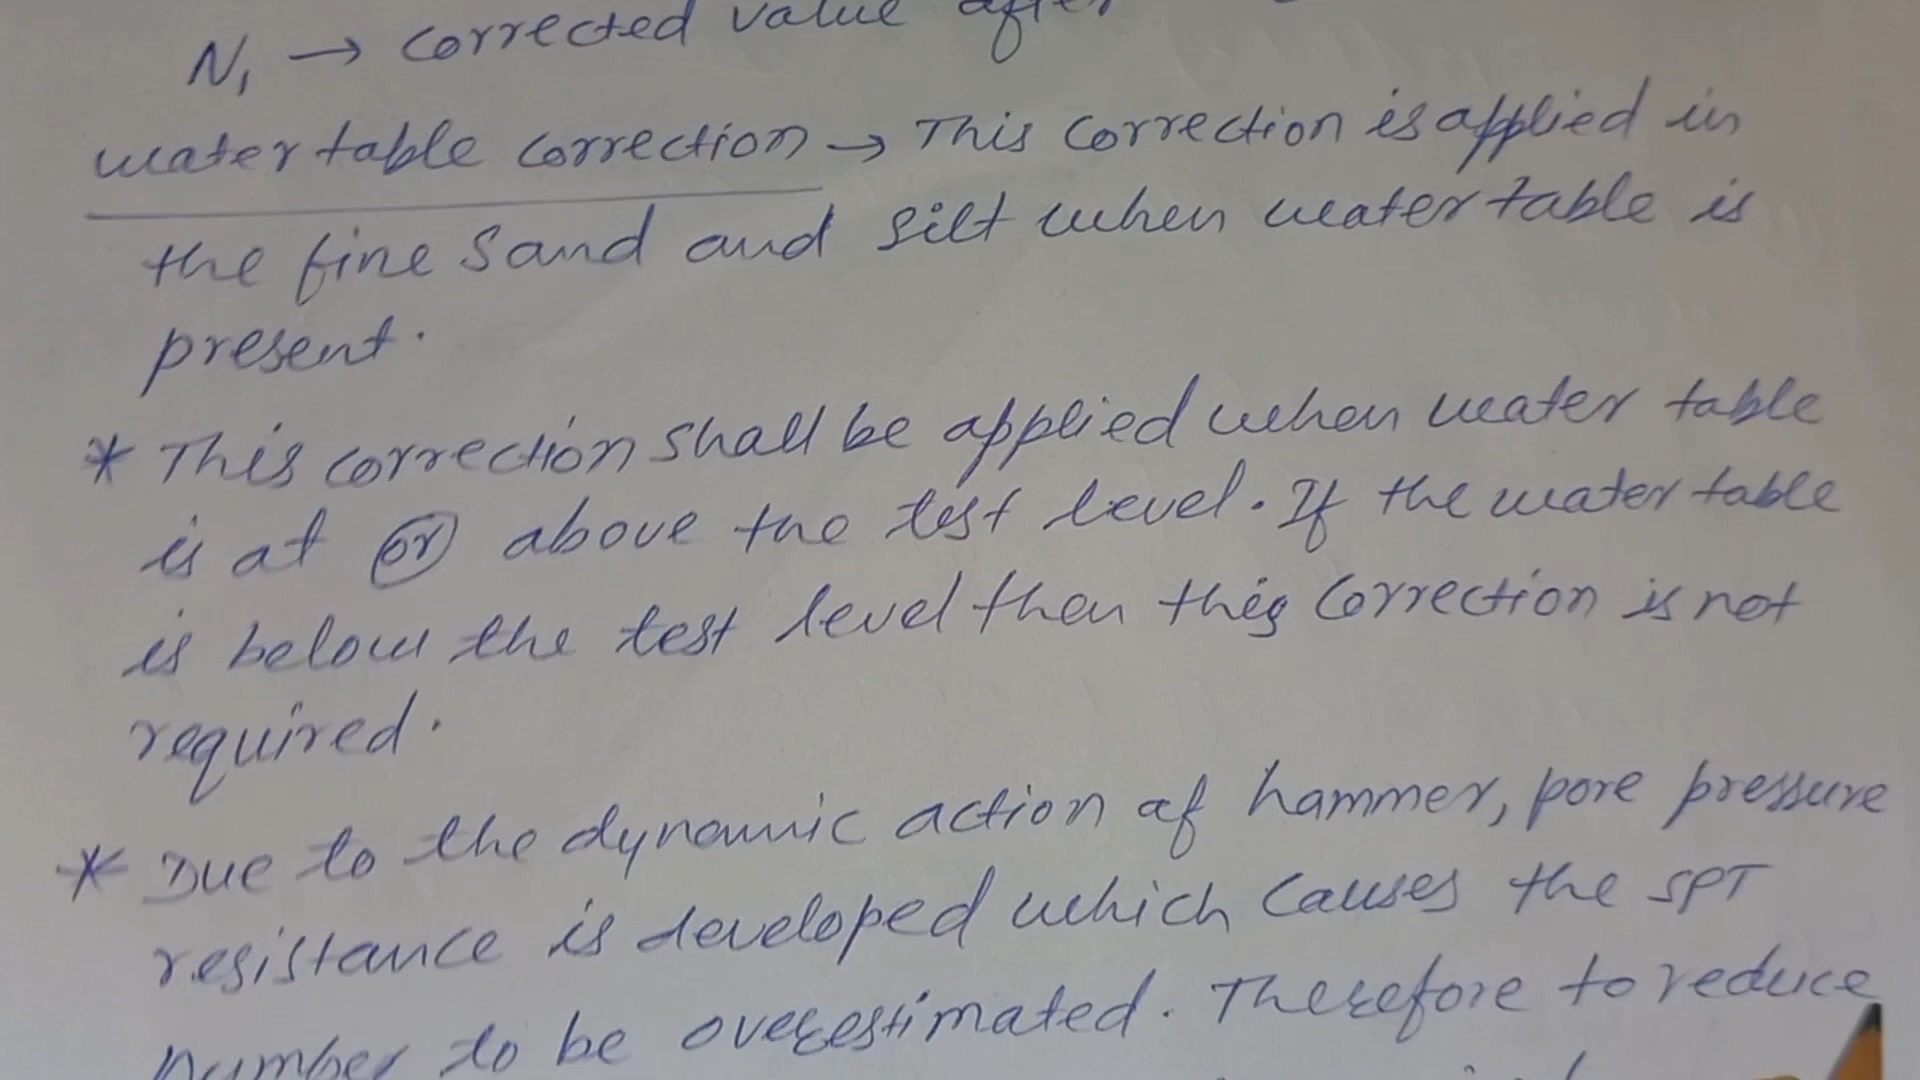 N₁ → corrected value after
water table correction → This correction is applied in
the fine sand and silt when water table is
present.
* This correction shall be applied when water table
is at or above the test level. If the water table
is below the test level then this correction is not
required.
* Due to the dynamic action of hammer, pore pressure
resistance is developed which causes the SPT
number to be overestimated. Therefore to reduce